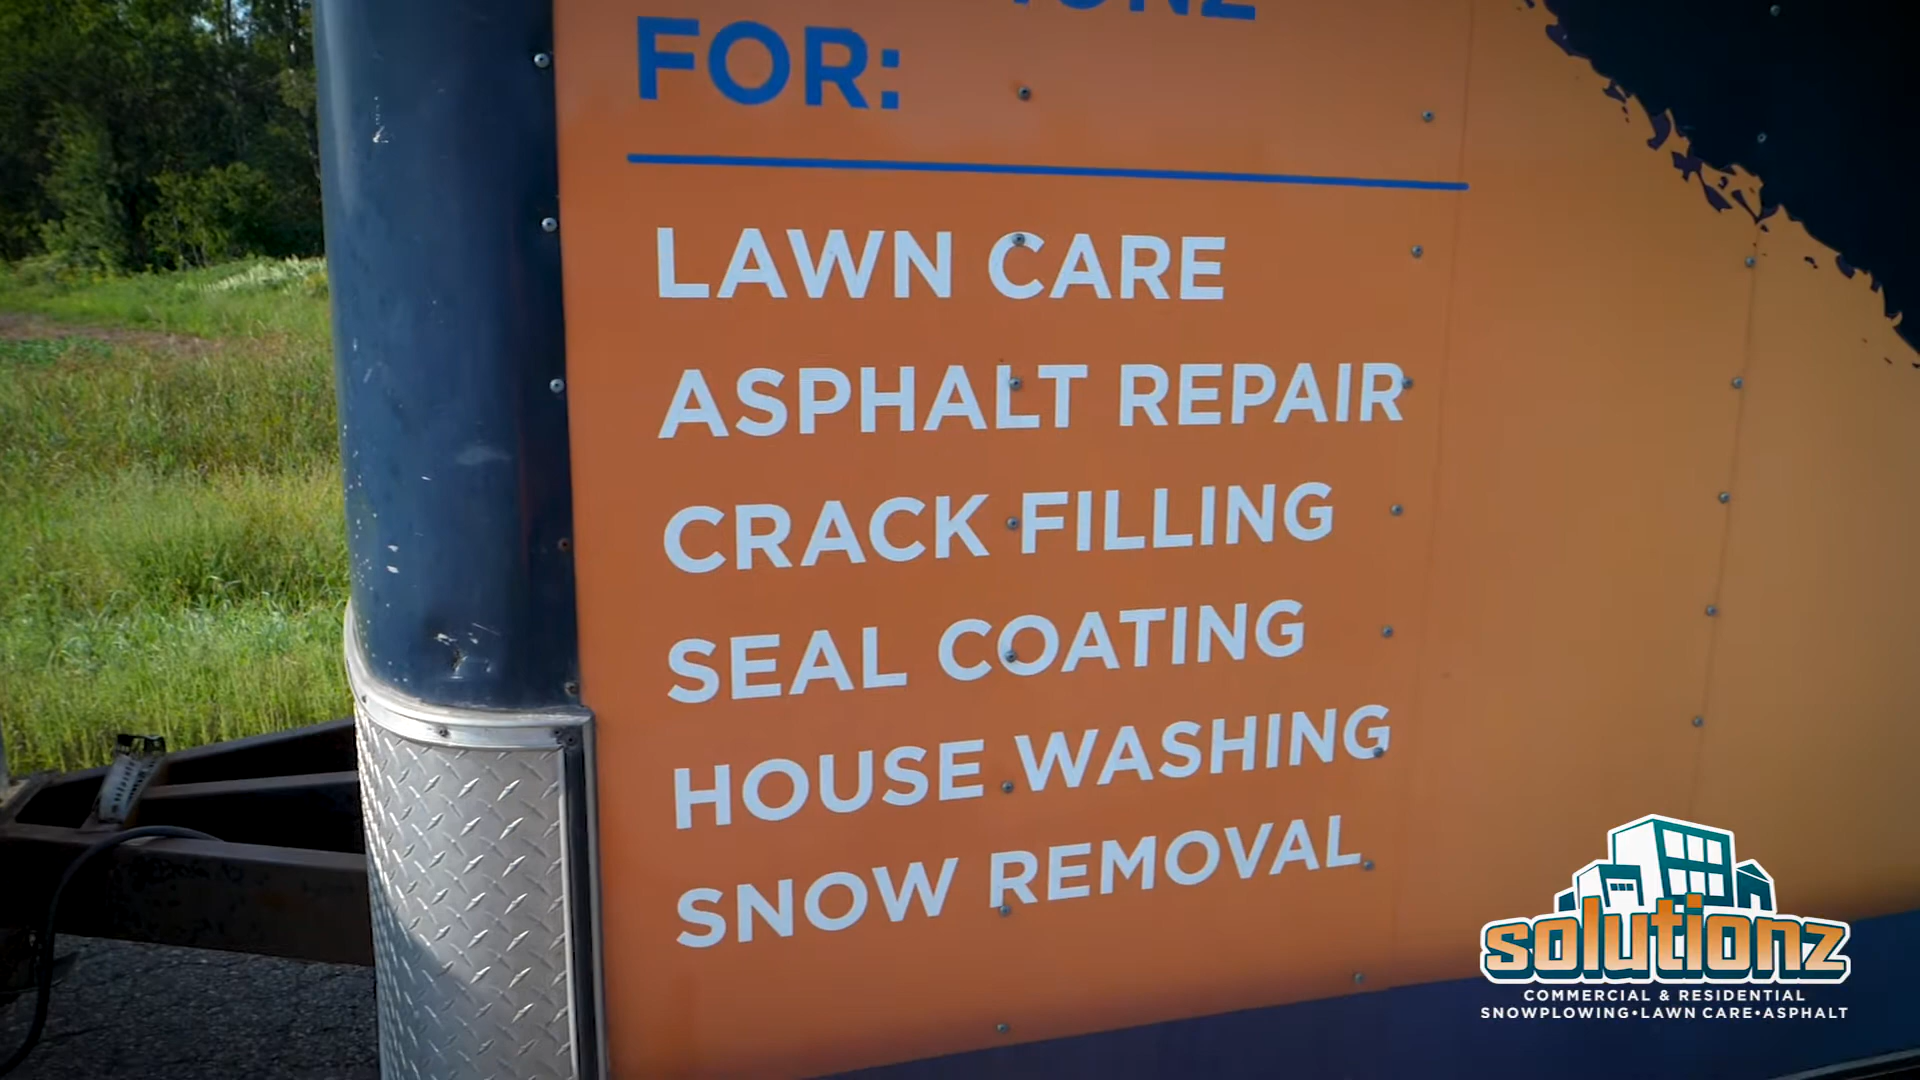 FOR:
LAWN CARE
ASPHALT REPAIR
CRACK FILLING
SEAL COATING
HOUSE WASHING
SNOW REMOVAL
solutionz
COMMERCIAL & RESIDENTIAL
SNOWPLOWING•LAWN CARE•ASPHALT